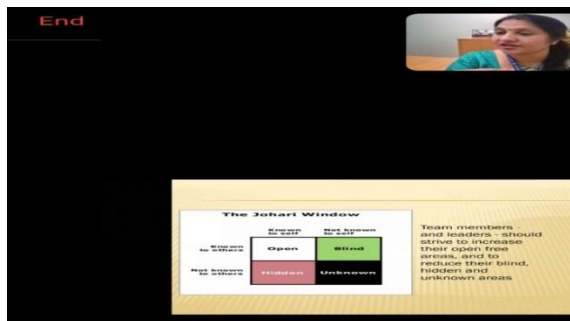 End
The Johari Window
Known to self
Not known to self
Known to others
Open
Blind
Not known to others
Hidden
Unknown
Team members -
and leaders - should
strive to increase
their open free
areas, and to
reduce their blind,
hidden and
unknown areas